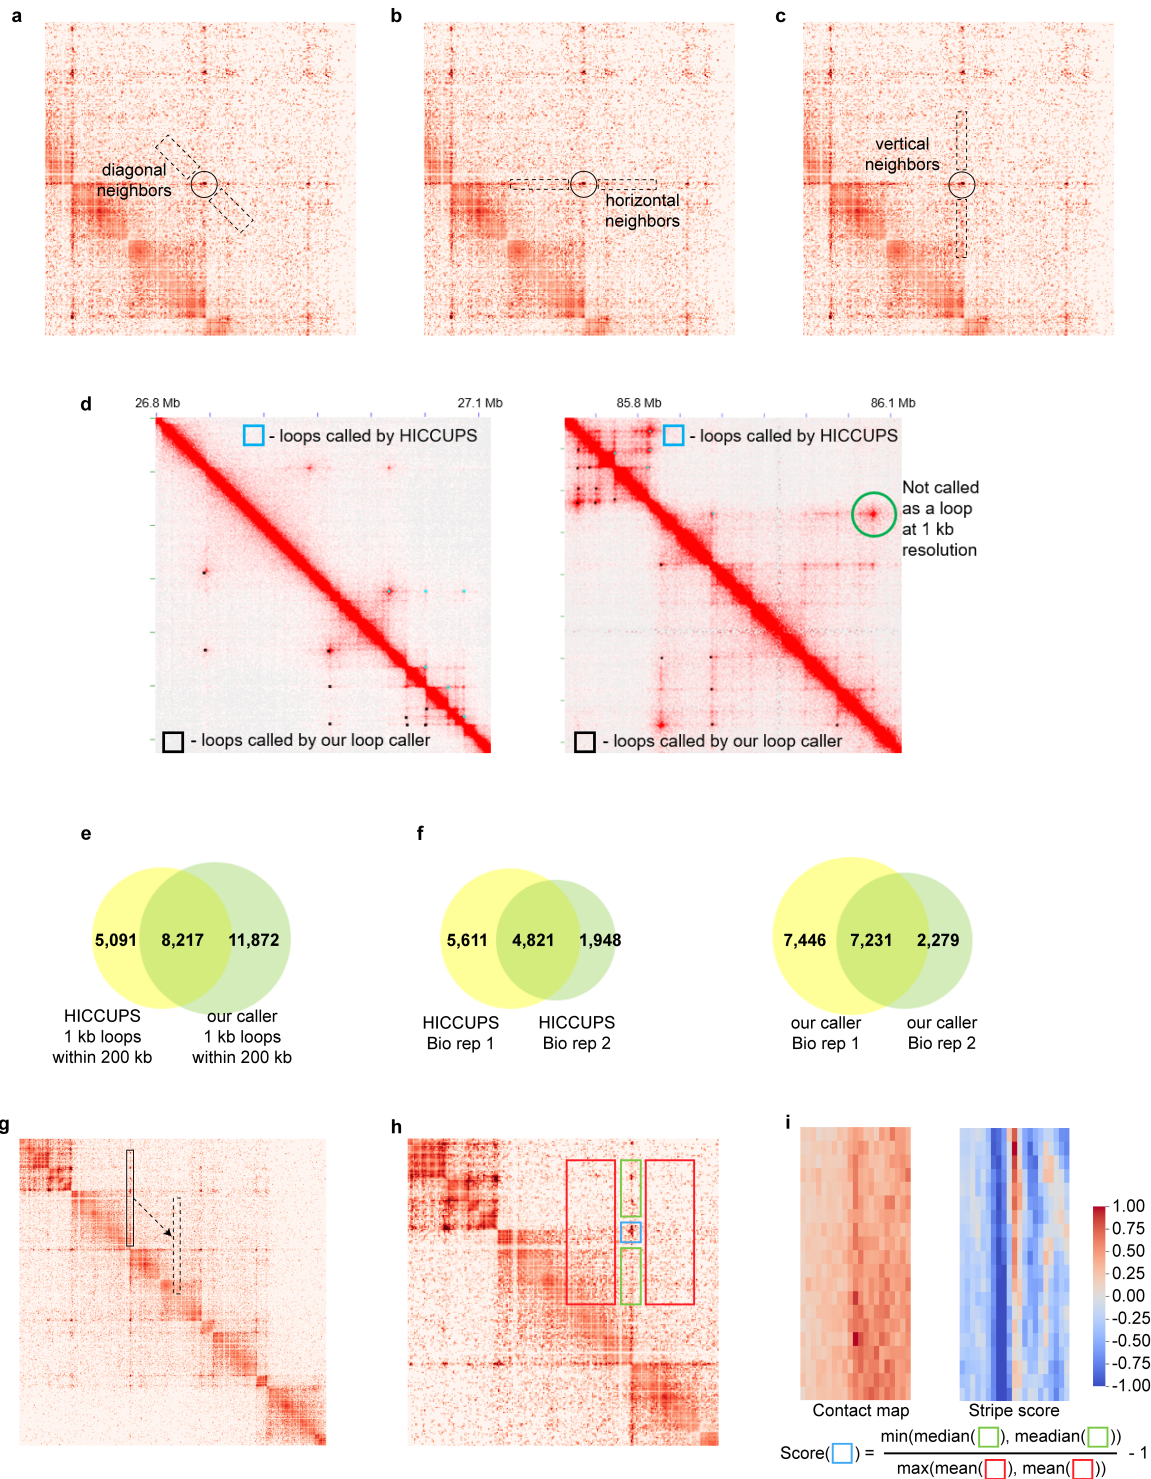 a
b
c
diagonal
neighbors
horizontal
neighbors
vertical
neighbors
d
26.8 Mb
27.1 Mb
85.8 Mb
86.1 Mb
- loops called by HICCUPS
- loops called by HICCUPS
Not called
as a loop
at 1 kb
resolution
- loops called by our loop caller
- loops called by our loop caller
e
f
5,091
8,217
11,872
5,611
4,821
1,948
7,446
7,231
2,279
HICCUPS
1 kb loops
within 200 kb
our caller
1 kb loops
within 200 kb
HICCUPS
Bio rep 1
HICCUPS
Bio rep 2
our caller
Bio rep 1
our caller
Bio rep 2
g
h
i
1.00
0.75
0.50
0.25
0.00
-0.25
-0.50
-0.75
-1.00
Contact map
Stripe score
Score( ) =
min(median( ), meadian( ))
max(mean( ), mean( ))
- 1